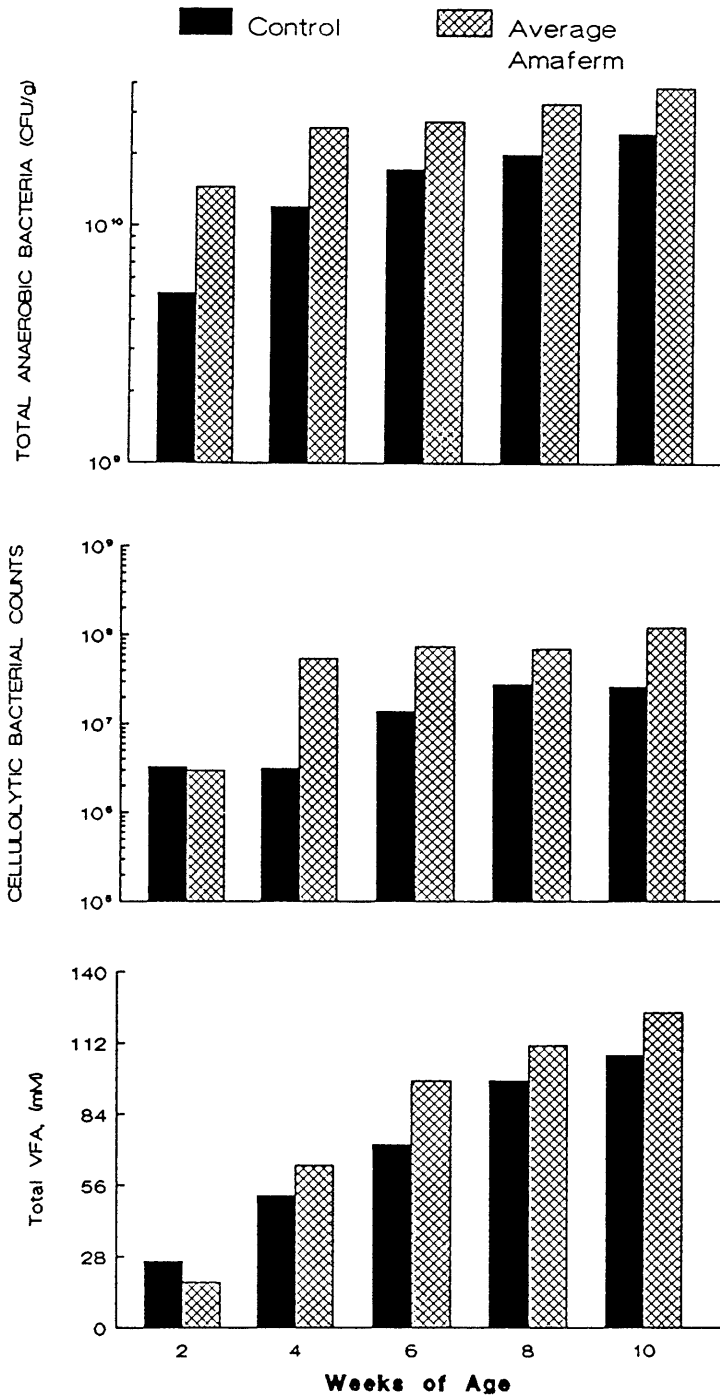 Control
Average
Amaferm
TOTAL ANAEROBIC BACTERIA (CFU/g)
10¹⁰
10⁹
CELLULOLYTIC BACTERIAL COUNTS
10⁹
10⁸
10⁷
10⁶
10⁵
Total VFA, (mM)
140
112
84
56
28
0
2 4 6 8 10
Weeks of Age